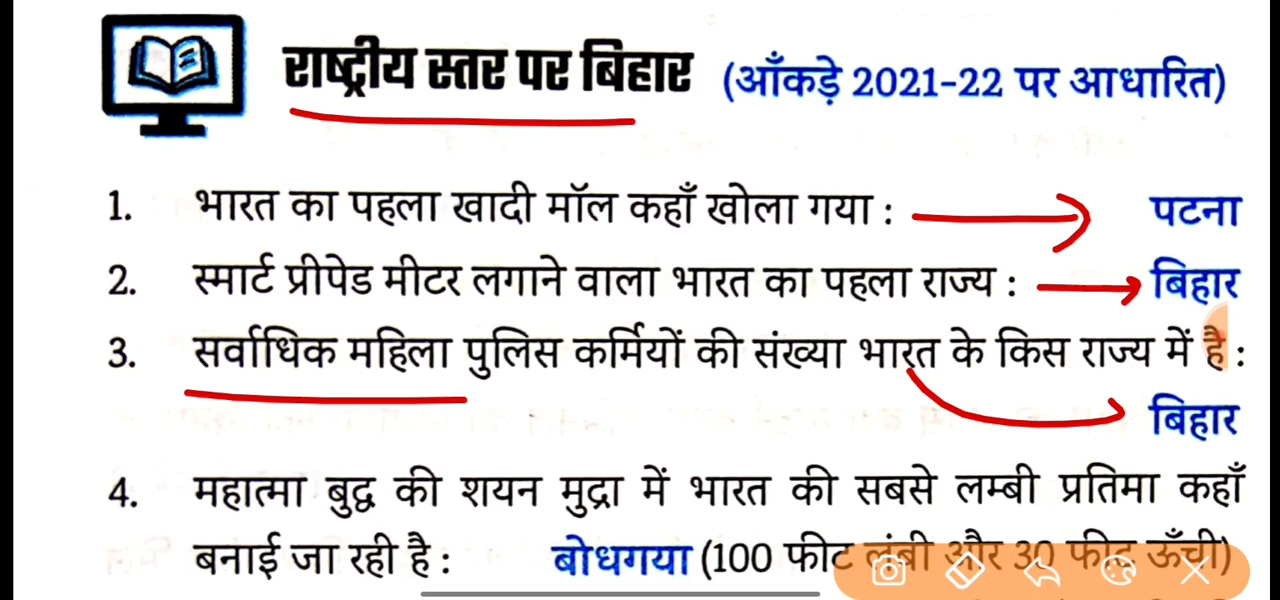 राष्ट्रीय स्तर पर बिहार (आँकड़े 2021-22 पर आधारित)
1. भारत का पहला खादी मॉल कहाँ खोला गया : पटना
2. स्मार्ट प्रीपेड मीटर लगाने वाला भारत का पहला राज्य : बिहार
3. सर्वाधिक महिला पुलिस कर्मियों की संख्या भारत के किस राज्य में है :
बिहार
4. महात्मा बुद्ध की शयन मुद्रा में भारत की सबसे लम्बी प्रतिमा कहाँ
बनाई जा रही है : बोधगया (100 फीट लंबी और 30 फीट ऊँची)